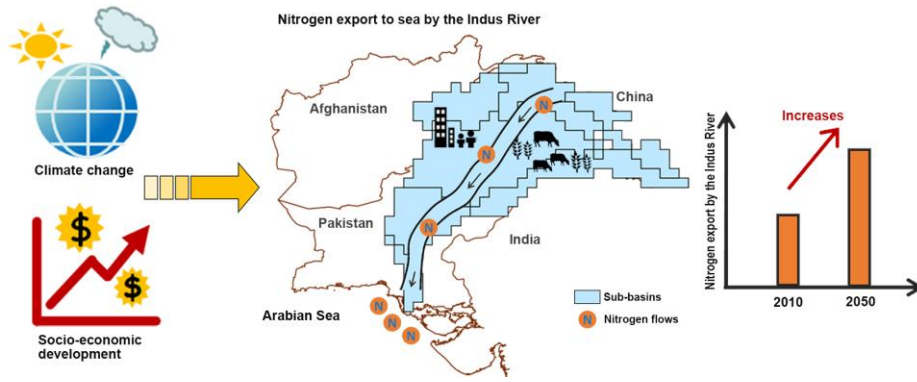 Climate change
$
$
Socio-economic
development
Nitrogen export to sea by the Indus River
Afghanistan
China
N
N
Pakistan
N
India
Arabian Sea
N
N
N
Sub-basins
N Nitrogen flows
Nitrogen export by the Indus River
Increases
2010 2050